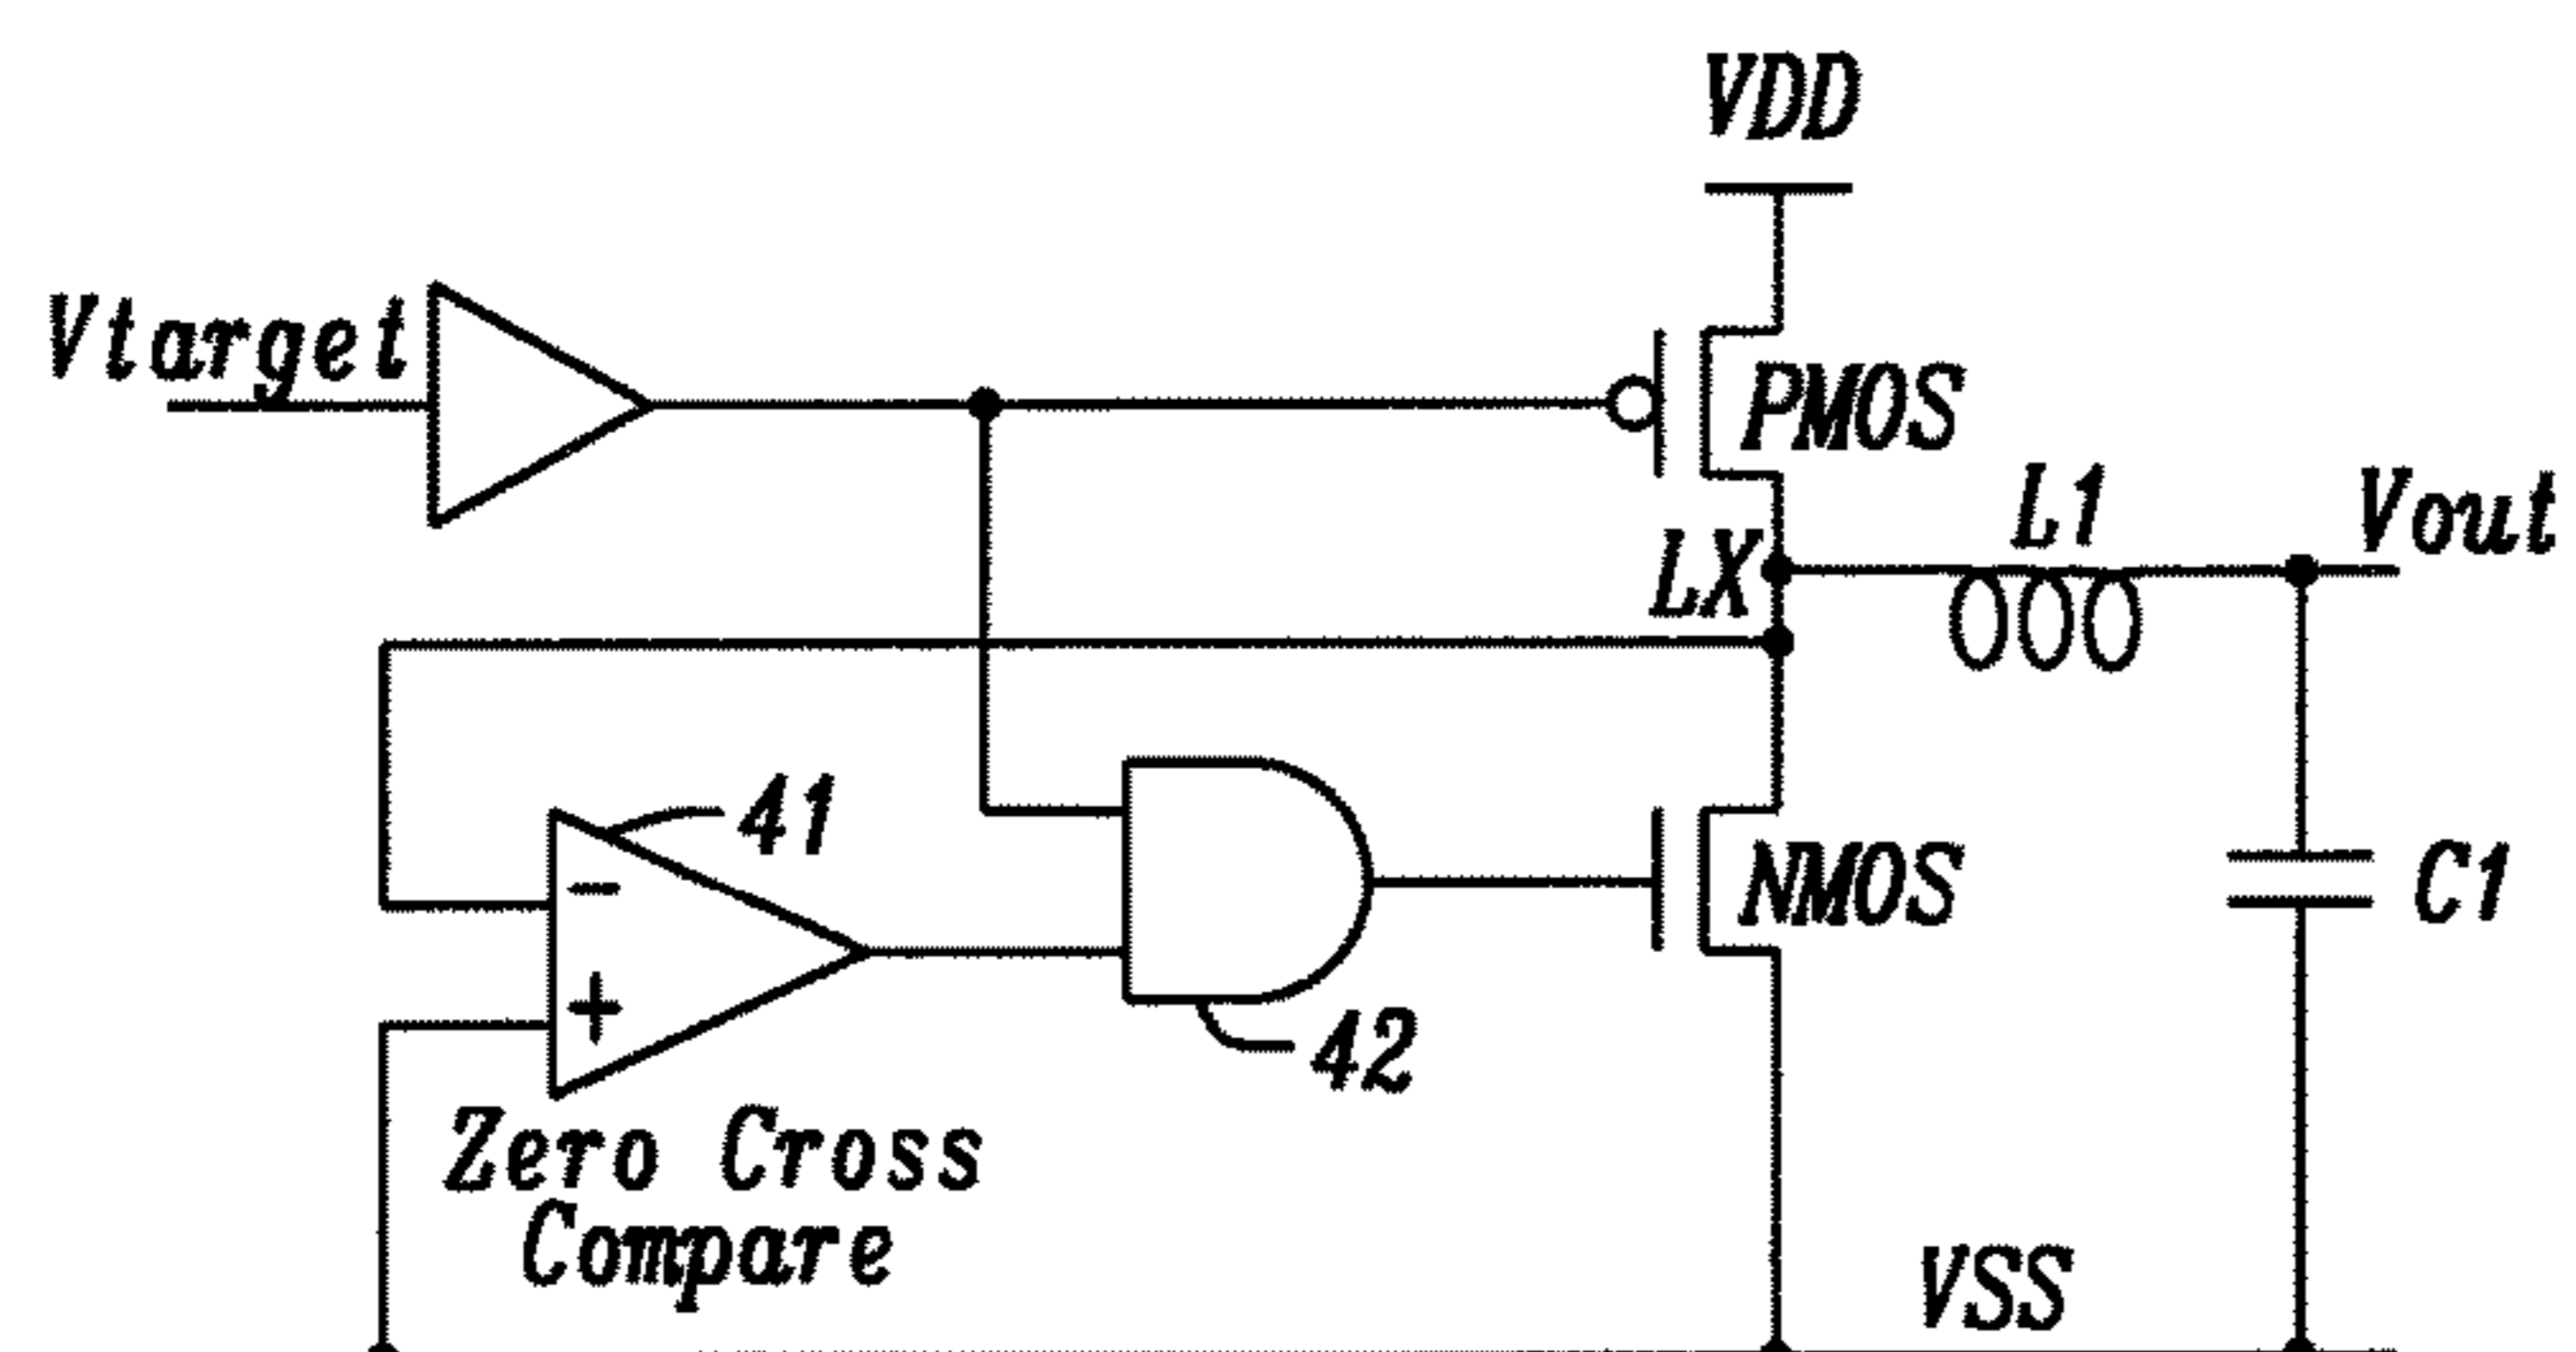 VDD
Vtarget
PMOS
L1
Vout
LX
41
-
+
NMOS
C1
42
Zero Cross
Compare
VSS